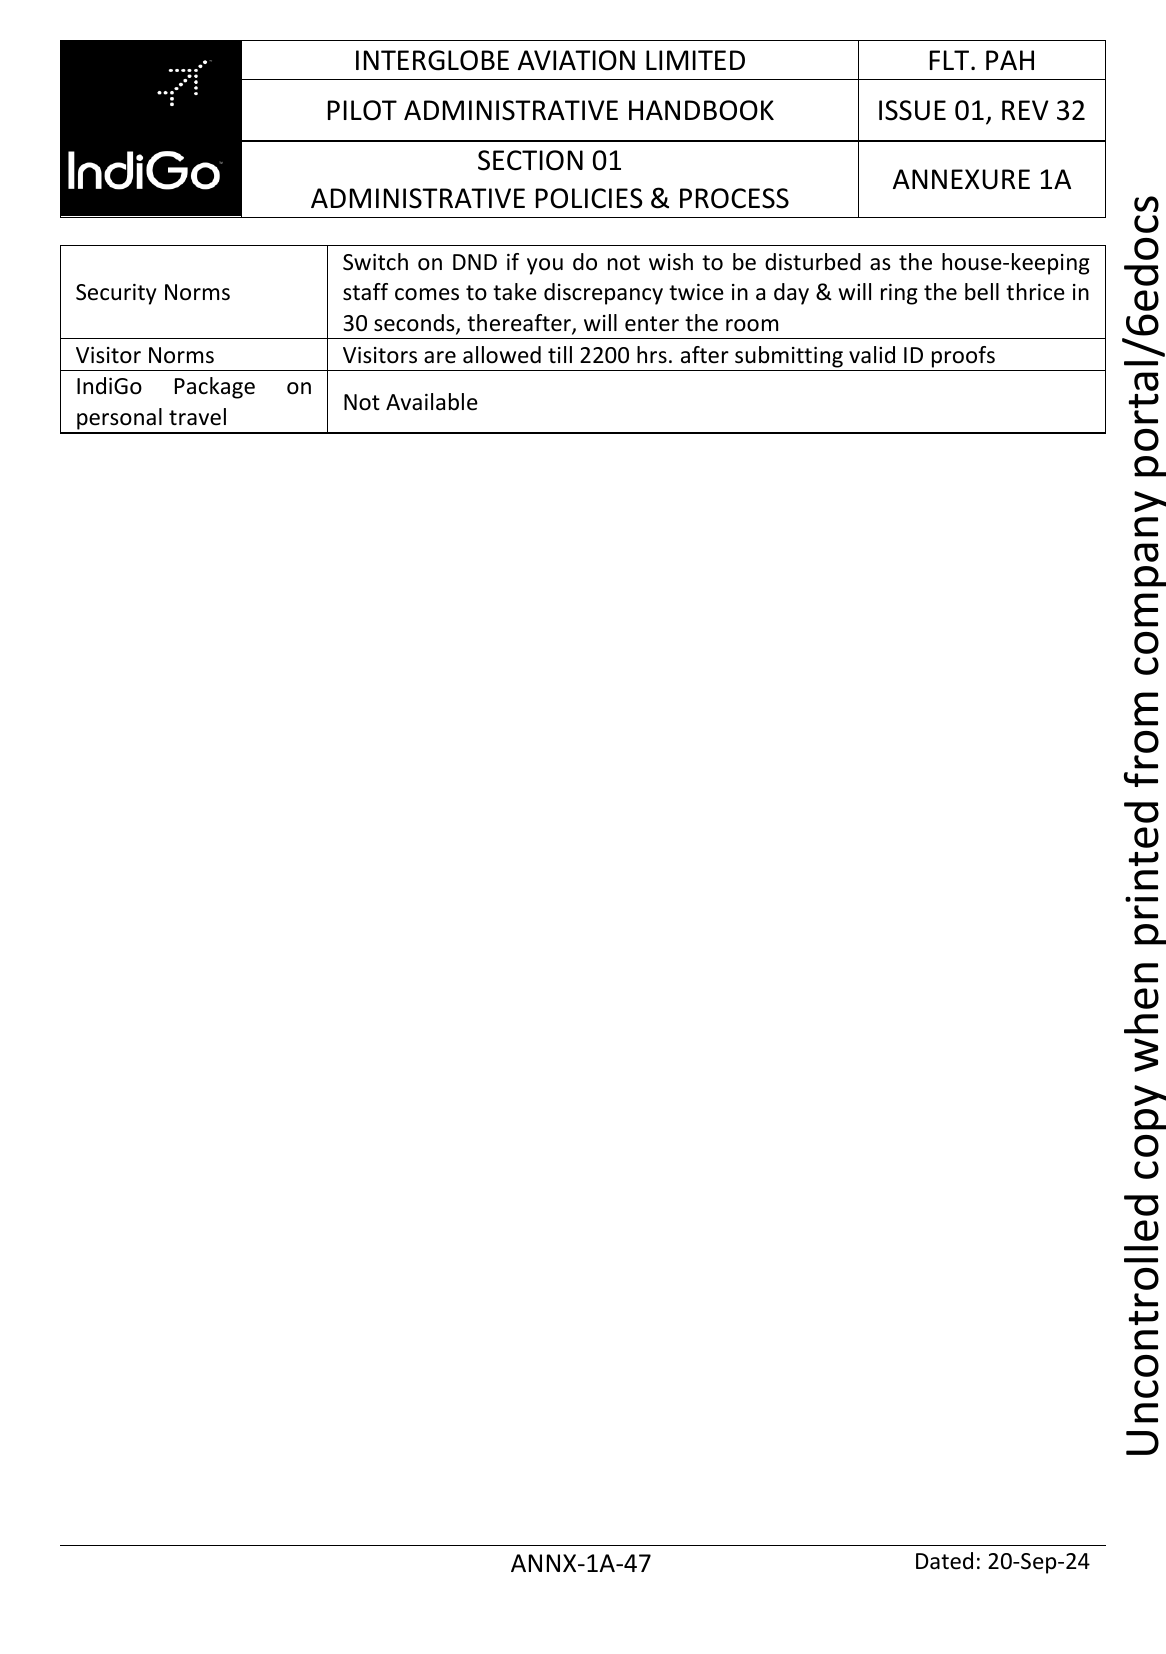 INTERGLOBE AVIATION LIMITED
FLT. PAH
IndiGo
PILOT ADMINISTRATIVE HANDBOOK
ISSUE 01, REV 32
SECTION 01
ADMINISTRATIVE POLICIES & PROCESS
ANNEXURE 1A
Security Norms
Switch on DND if you do not wish to be disturbed as the house-keeping
staff comes to take discrepancy twice in a day & will ring the bell thrice in
30 seconds, thereafter, will enter the room
Visitor Norms
Visitors are allowed till 2200 hrs. after submitting valid ID proofs
IndiGo Package on
personal travel
Not Available
Uncontrolled copy when printed from company portal/6edocs
ANNX-1A-47
Dated: 20-Sep-24